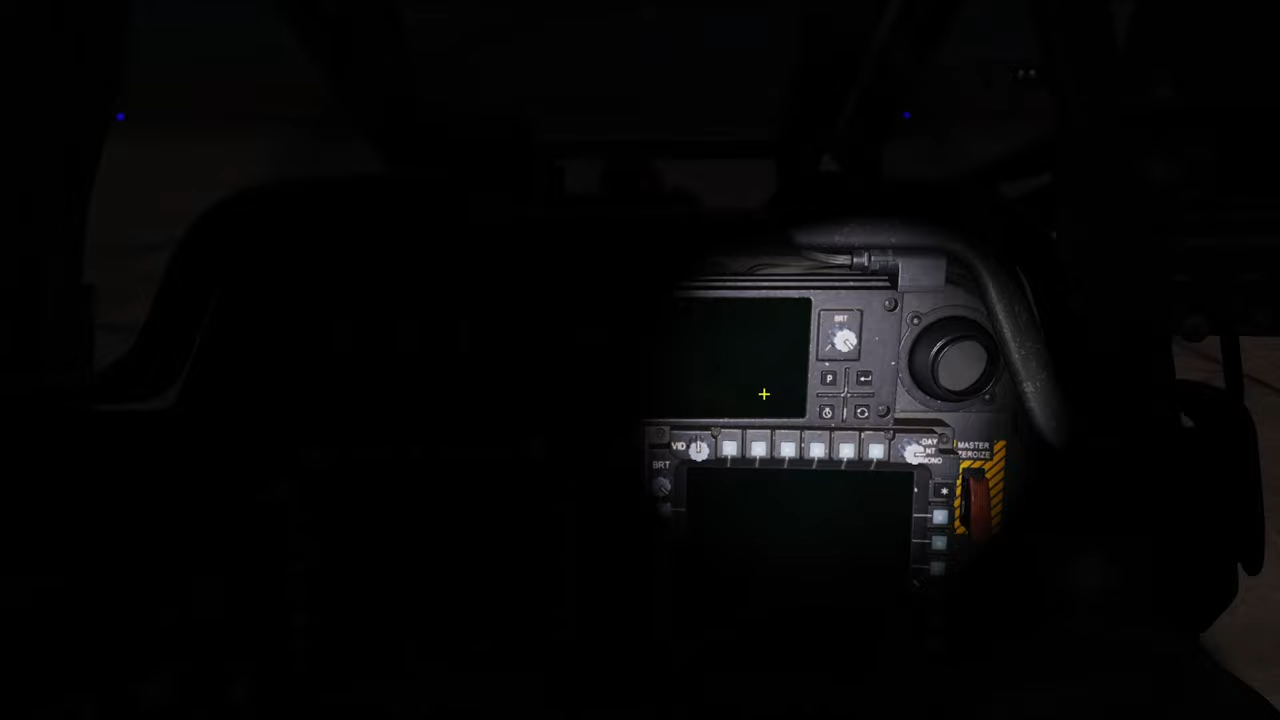 BRT
P
VID
DAY
NT
MONO
MASTER
ZEROIZE
BRT
*